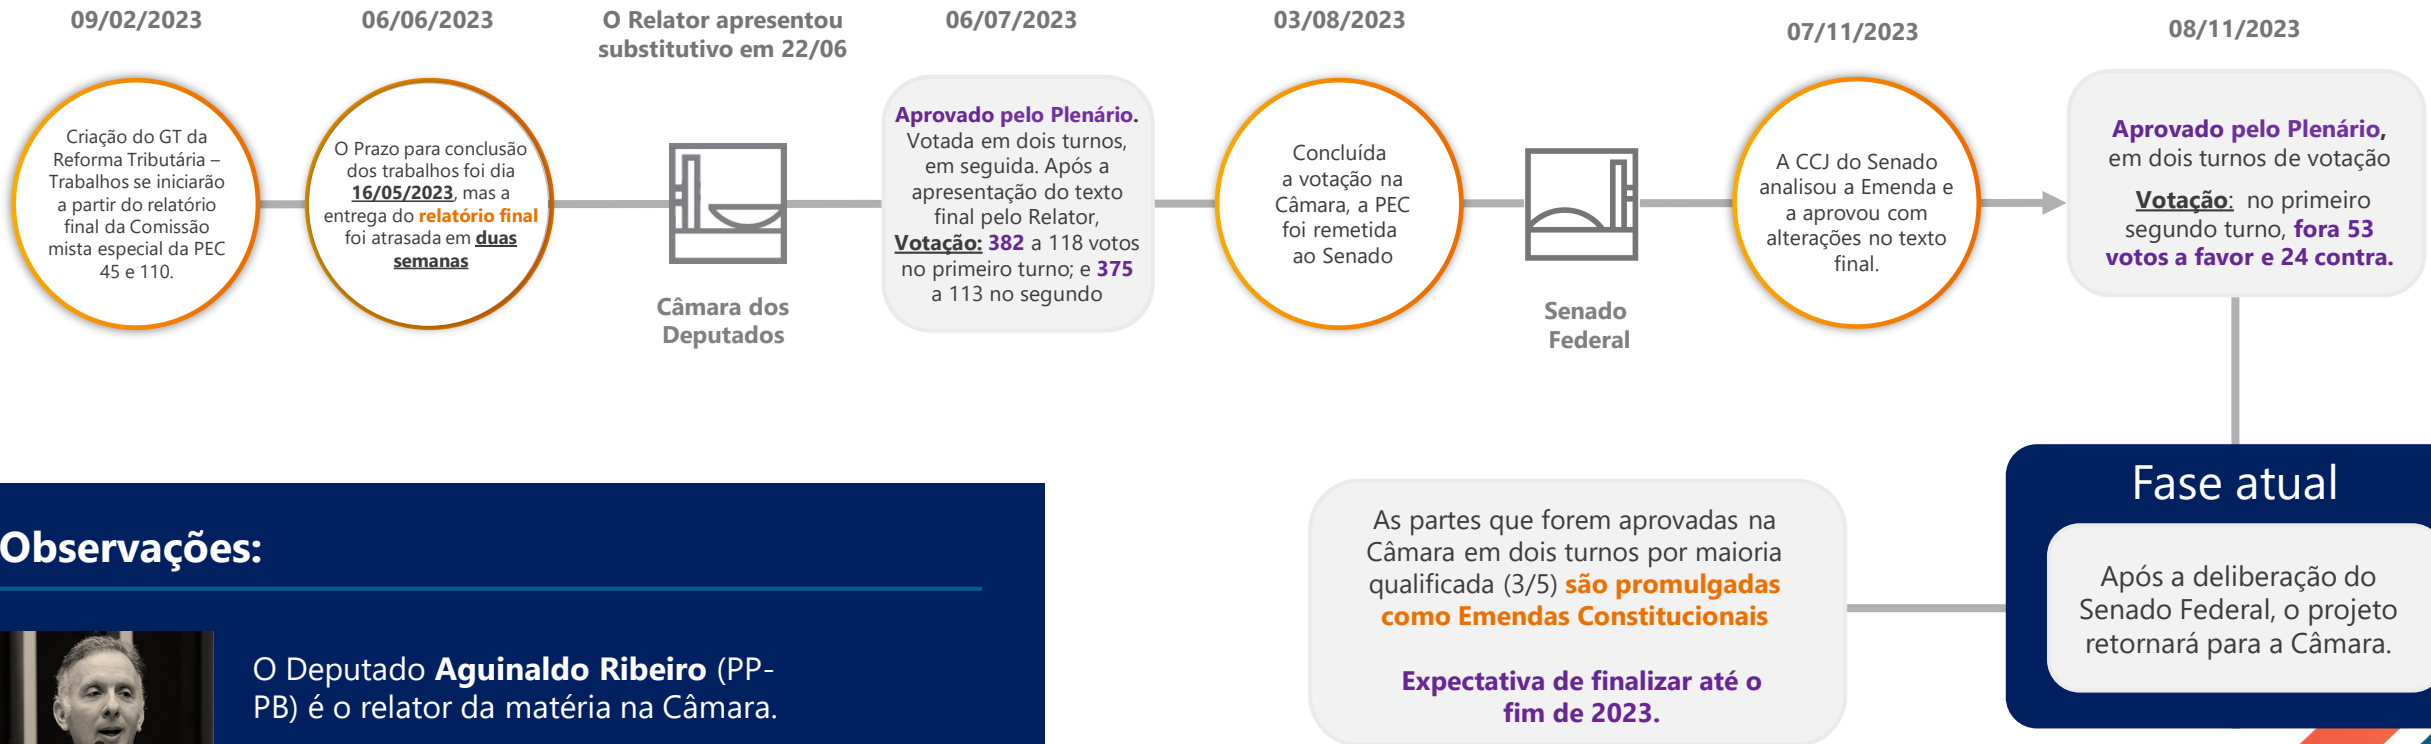 09/02/2023
Criação do GT da
Reforma Tributária –
Trabalhos se iniciarão
a partir do relatório
final da Comissão
mista especial da PEC
45 e 110.
06/06/2023
O Prazo para conclusão
dos trabalhos foi dia
16/05/2023, mas a
entrega do relatório final
foi atrasada em duas
semanas
O Relator apresentou
substitutivo em 22/06
Câmara dos
Deputados
06/07/2023
Aprovado pelo Plenário.
Votada em dois turnos,
em seguida. Após a
apresentação do texto
final pelo Relator,
Votação: 382 a 118 votos
no primeiro turno; e 375
a 113 no segundo
03/08/2023
Concluída
a votação na
Câmara, a PEC
foi remetida
ao Senado
Senado
Federal
07/11/2023
A CCJ do Senado
analisou a Emenda e
a aprovou com
alterações no texto
final.
08/11/2023
Aprovado pelo Plenário,
em dois turnos de votação
Votação: no primeiro
segundo turno, fora 53
votos a favor e 24 contra.
Fase atual
Após a deliberação do
Senado Federal, o projeto
retornará para a Câmara.
As partes que forem aprovadas na
Câmara em dois turnos por maioria
qualificada (3/5) são promulgadas
como Emendas Constitucionais
Expectativa de finalizar até o
fim de 2023.
Observações:
O Deputado Aguinaldo Ribeiro (PP-
PB) é o relator da matéria na Câmara.